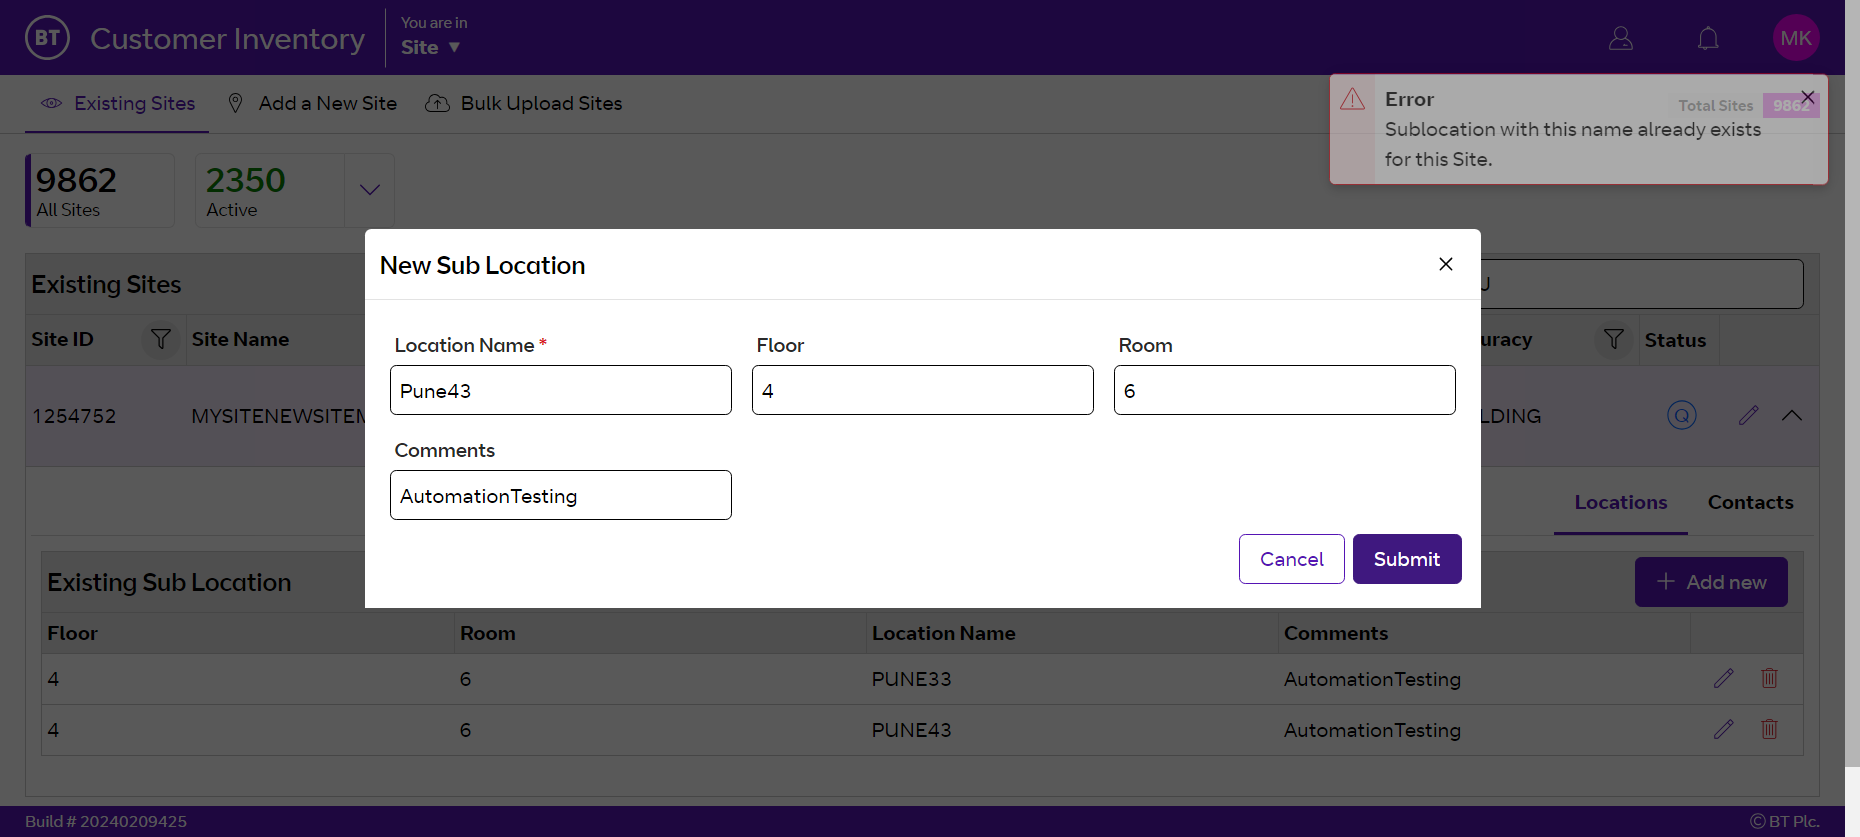 BT Customer Inventory
You are in
Site
MK
Existing Sites Add a New Site Bulk Upload Sites
Error
Total Sites 9862
Sublocation with this name already exists
for this Site.
9862
All Sites
2350
Active
Existing Sites
Site ID Site Name
Status
1254752 MYSITENEWSITE
Q
New Sub Location
Location Name * Floor Room
Pune43 4 6
Comments
AutomationTesting
Cancel Submit
Locations Contacts
Existing Sub Location
Add new
Floor Room Location Name Comments
4 6 PUNE33 AutomationTesting
4 6 PUNE43 AutomationTesting
Build # 20240209425
© BT Plc.